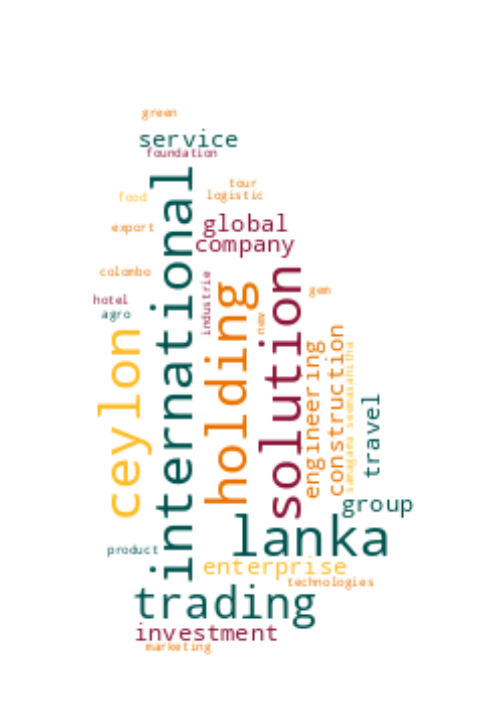 green
service
foundation
international
tour
food
logistic
export
global
company
colombo
industrie
solution
holding
gem
hotel
agro
new
ceylon
engineering
construction
samagama seemasahitha
travel
group
lanka
product
enterprise
technologies
trading
investment
marketing